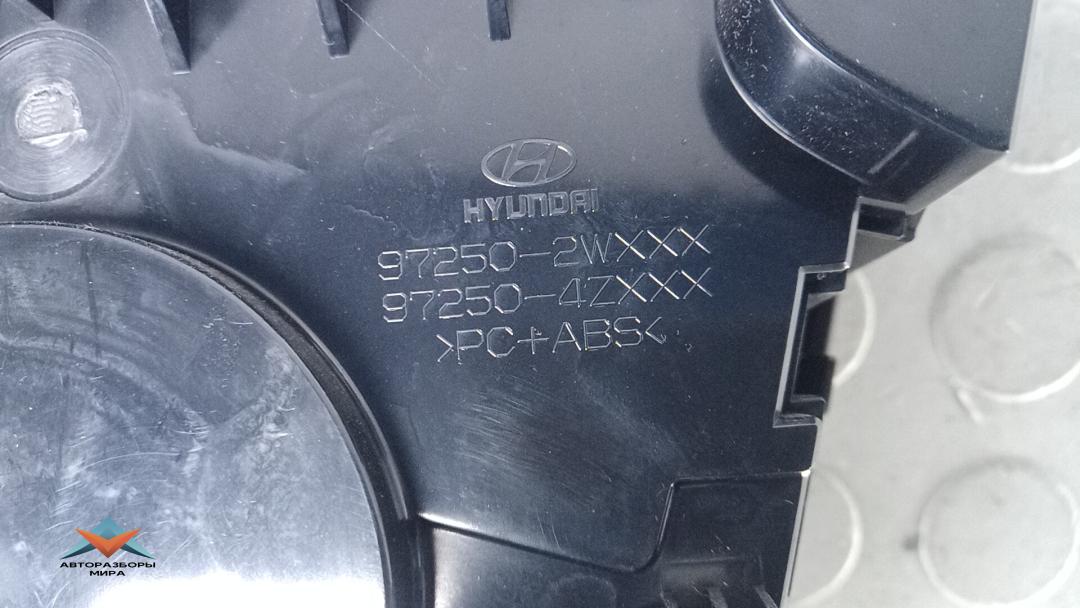 HYUNDAI
97250-2WXXX
97250-4ZXXX
>PC+ABS<
АВТОРАЗБОРЫ
МИРА